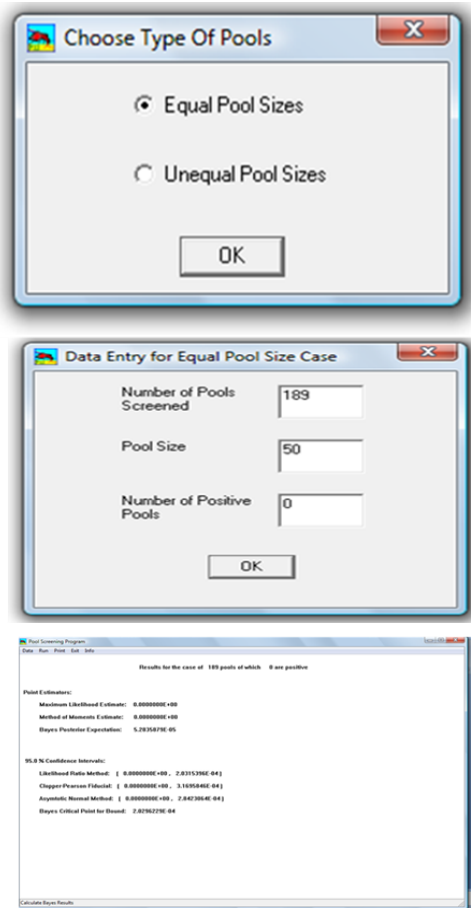 Choose Type Of Pools
Equal Pool Sizes
Unequal Pool Sizes
OK
Data Entry for Equal Pool Size Case
Number of Pools Screened 189
Pool Size 50
Number of Positive Pools 0
OK
Pool Screening Program
Data Run Print Exit Info
Results for the case of 189 pools of which 0 are positive
Point Estimators:
Maximum Likelihood Estimate: 0.0000000E+00
Method of Moments Estimate: 0.0000000E+00
Bayes Posterior Expectation: 5.2835079E-05
95.0 % Confidence Intervals:
Likelihood Ratio Method: [ 0.0000000E+00 , 2.0315396E-04 ]
Clopper-Pearson Fiducial: [ 0.0000000E+00 , 3.1695046E-04 ]
Asymtotic Normal Method: [ 0.0000000E+00 , 2.0423064E-04 ]
Bayes Critical Point for Bound: 2.0296229E-04
Calculate Bayes Results